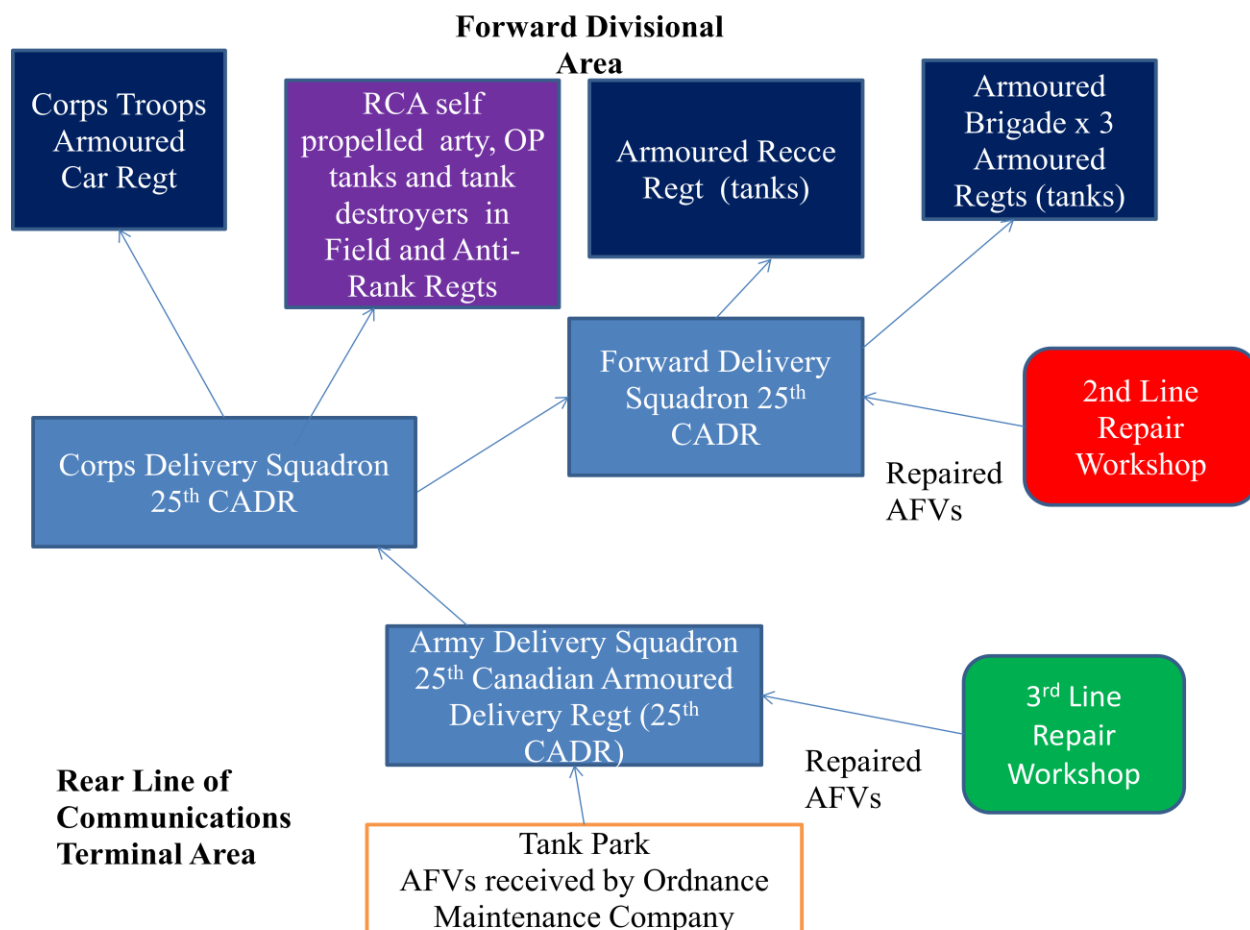 Forward Divisional
Area
Corps Troops
Armoured
Car Regt
RCA self
propelled arty, OP
tanks and tank
destroyers in
Field and Anti-
Rank Regts
Armoured Recce
Regt (tanks)
Armoured
Brigade x 3
Armoured
Regts (tanks)
Forward Delivery
Squadron 25th
CADR
2nd Line
Repair
Workshop
Corps Delivery Squadron
25th CADR
Repaired
AFVs
Army Delivery Squadron
25th Canadian Armoured
Delivery Regt (25th
CADR)
3rd Line
Repair
Workshop
Repaired
AFVs
Rear Line of
Communications
Terminal Area
Tank Park
AFVs received by Ordnance
Maintenance Company